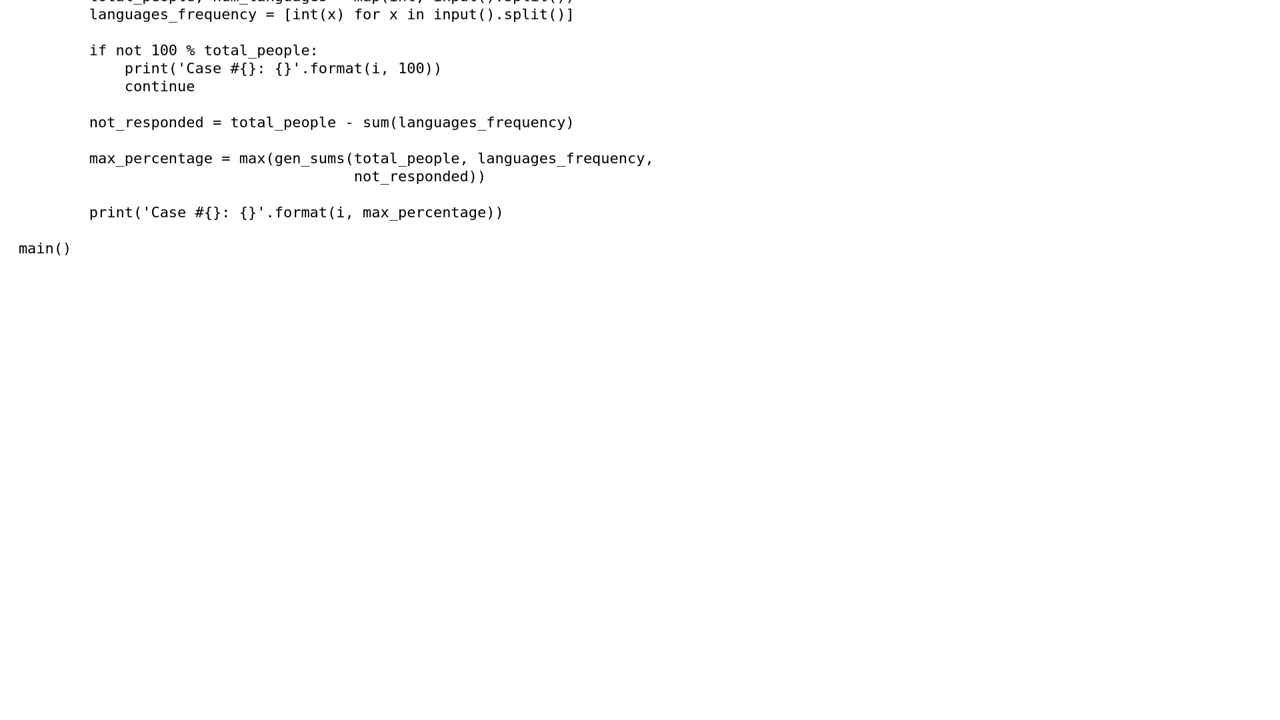 languages_frequency = [int(x) for x in input().split()]

        if not 100 % total_people:
            print('Case #{}: {}'.format(i, 100))
            continue

        not_responded = total_people - sum(languages_frequency)

        max_percentage = max(gen_sums(total_people, languages_frequency,
                                      not_responded))

        print('Case #{}: {}'.format(i, max_percentage))

main()